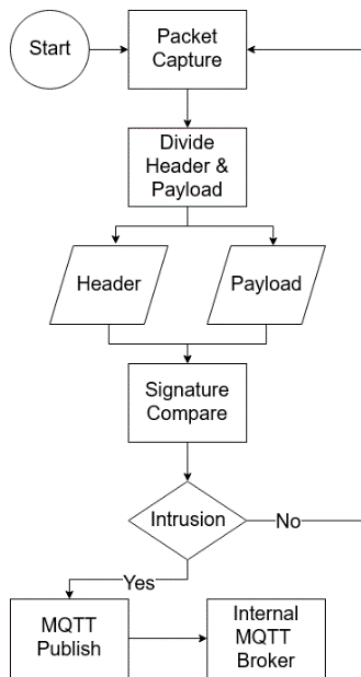 Start
Packet
Capture
Divide
Header &
Payload
Header
Payload
Signature
Compare
Intrusion
No
Yes
MQTT
Publish
Internal
MQTT
Broker